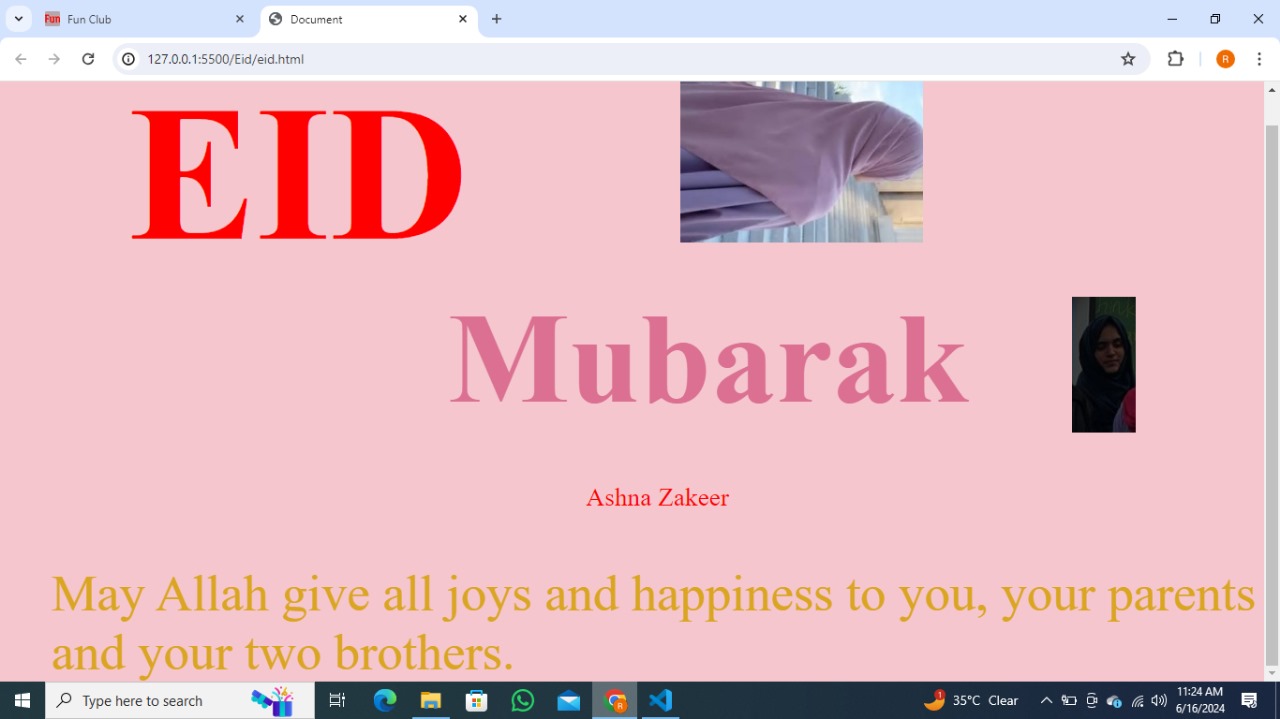 Fun
Fun Club
Document
127.0.0.1:5500/Eid/eid.html
R
EID
Mubarak
Ashna Zakeer
May Allah give all joys and happiness to you, your parents
and your two brothers.
Type here to search
R
1
35°C Clear
11:24 AM
6/16/2024